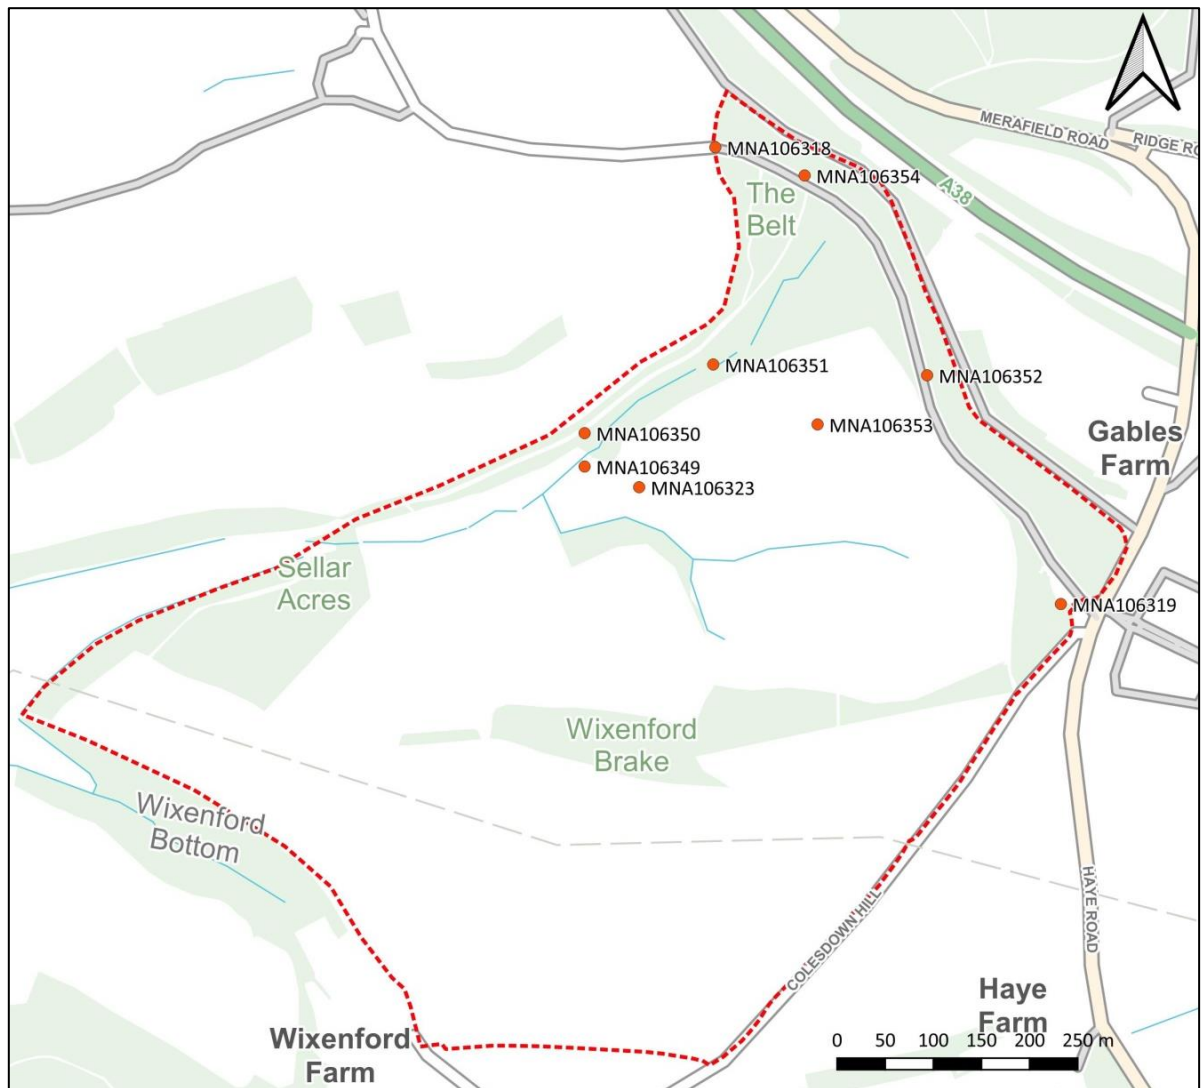 MERAFIELD ROAD
RIDGE RO
MNA106318
MNA106354
A38
The
Belt
MNA106351
MNA106352
MNA106353
Gables
Farm
MNA106350
MNA106349
MNA106323
Sellar
Acres
MNA106319
Wixenford
Brake
Wixenford
Bottom
COLESDOWN HILL
HAYE ROAD
Haye
Farm
Wixenford
Farm
0 50 100 150 200 250 m